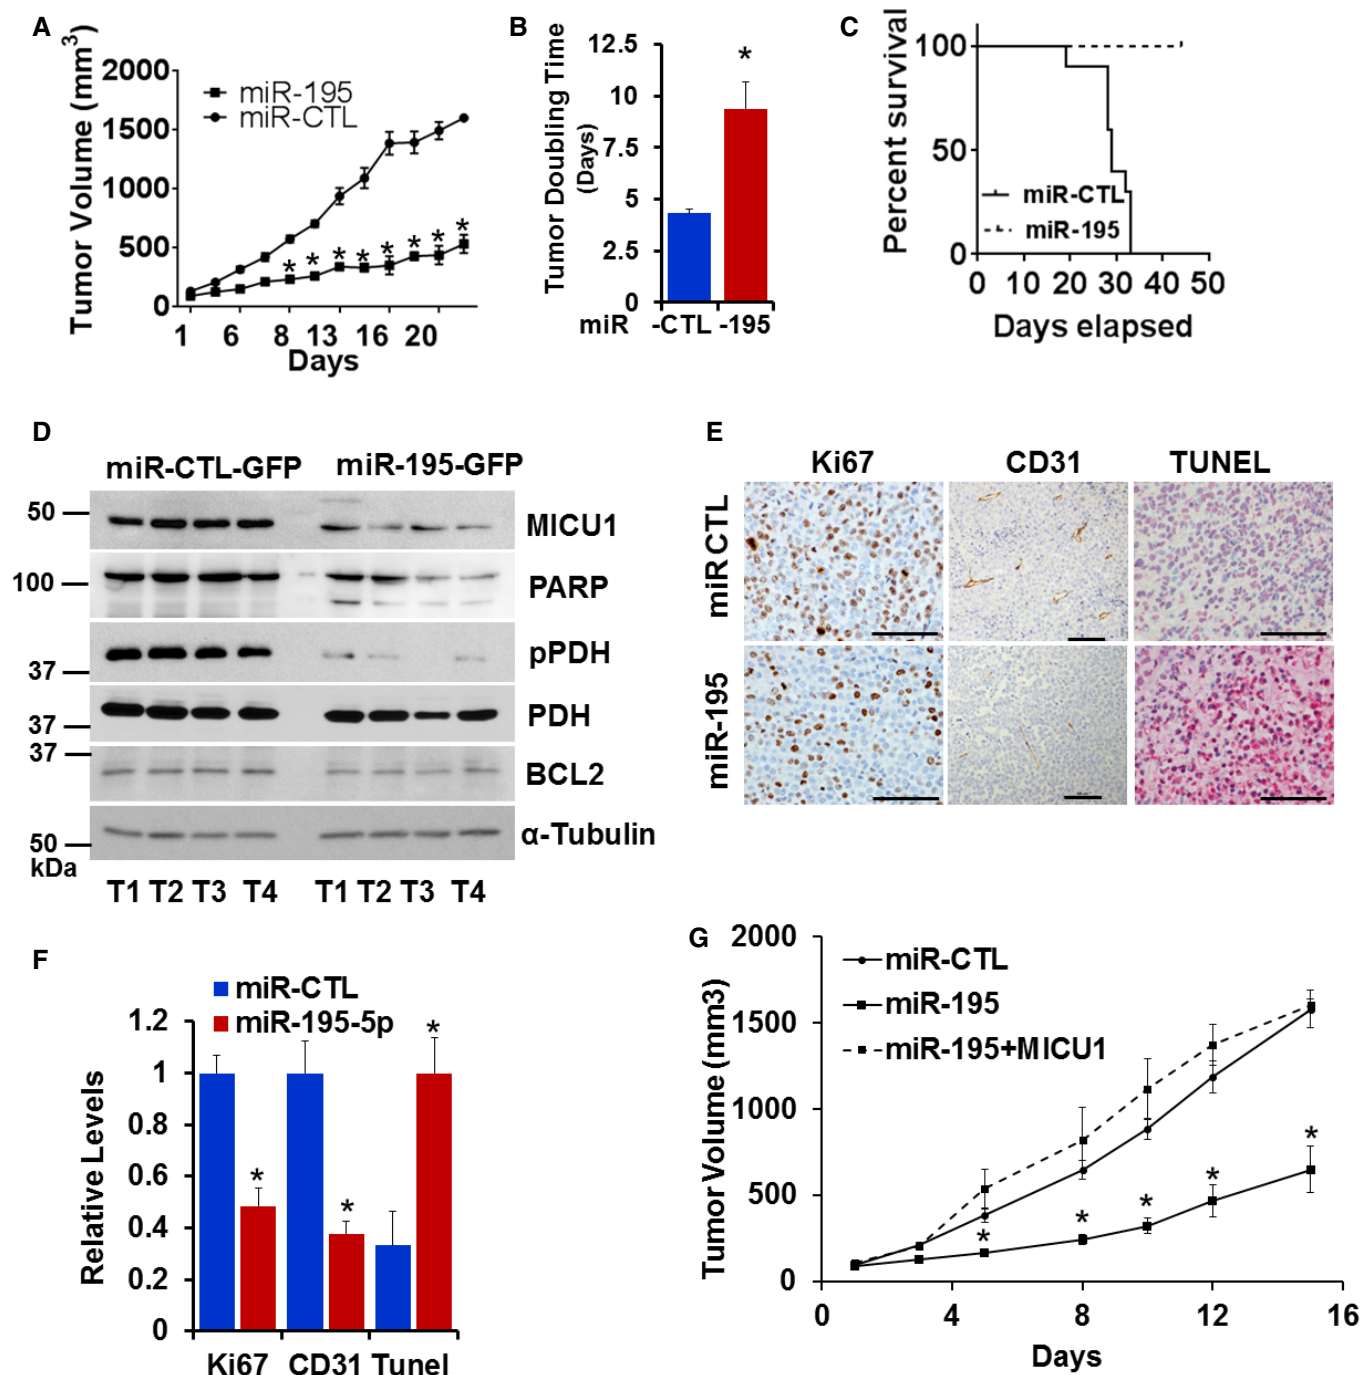 A
Tumor Volume (mm3)
2000
1500
1000
500
0
miR-195
miR-CTL
* * * * * * * *
1 6 8 13 16 20
Days
B
Tumor Doubling Time
(Days)
12.5
10
7.5
5
2.5
0
*
miR -CTL -195
C
Percent survival
100
50
0
miR-CTL
miR-195
0 10 20 30 40 50
Days elapsed
D
miR-CTL-GFP miR-195-GFP
50 MICU1
100 PARP
37 pPDH
37 PDH
37 BCL2
50 α-Tubulin
kDa
T1 T2 T3 T4 T1 T2 T3 T4
E
Ki67 CD31 TUNEL
miR CTL
miR-195
F
miR-CTL
miR-195-5p
Relative Levels
1.2
1
0.8
0.6
0.4
0.2
0
* * *
Ki67 CD31 Tunel
G
Tumor Volume (mm3)
2000
1500
1000
500
0
miR-CTL
miR-195
miR-195+MICU1
* * * * *
0 4 8 12 16
Days